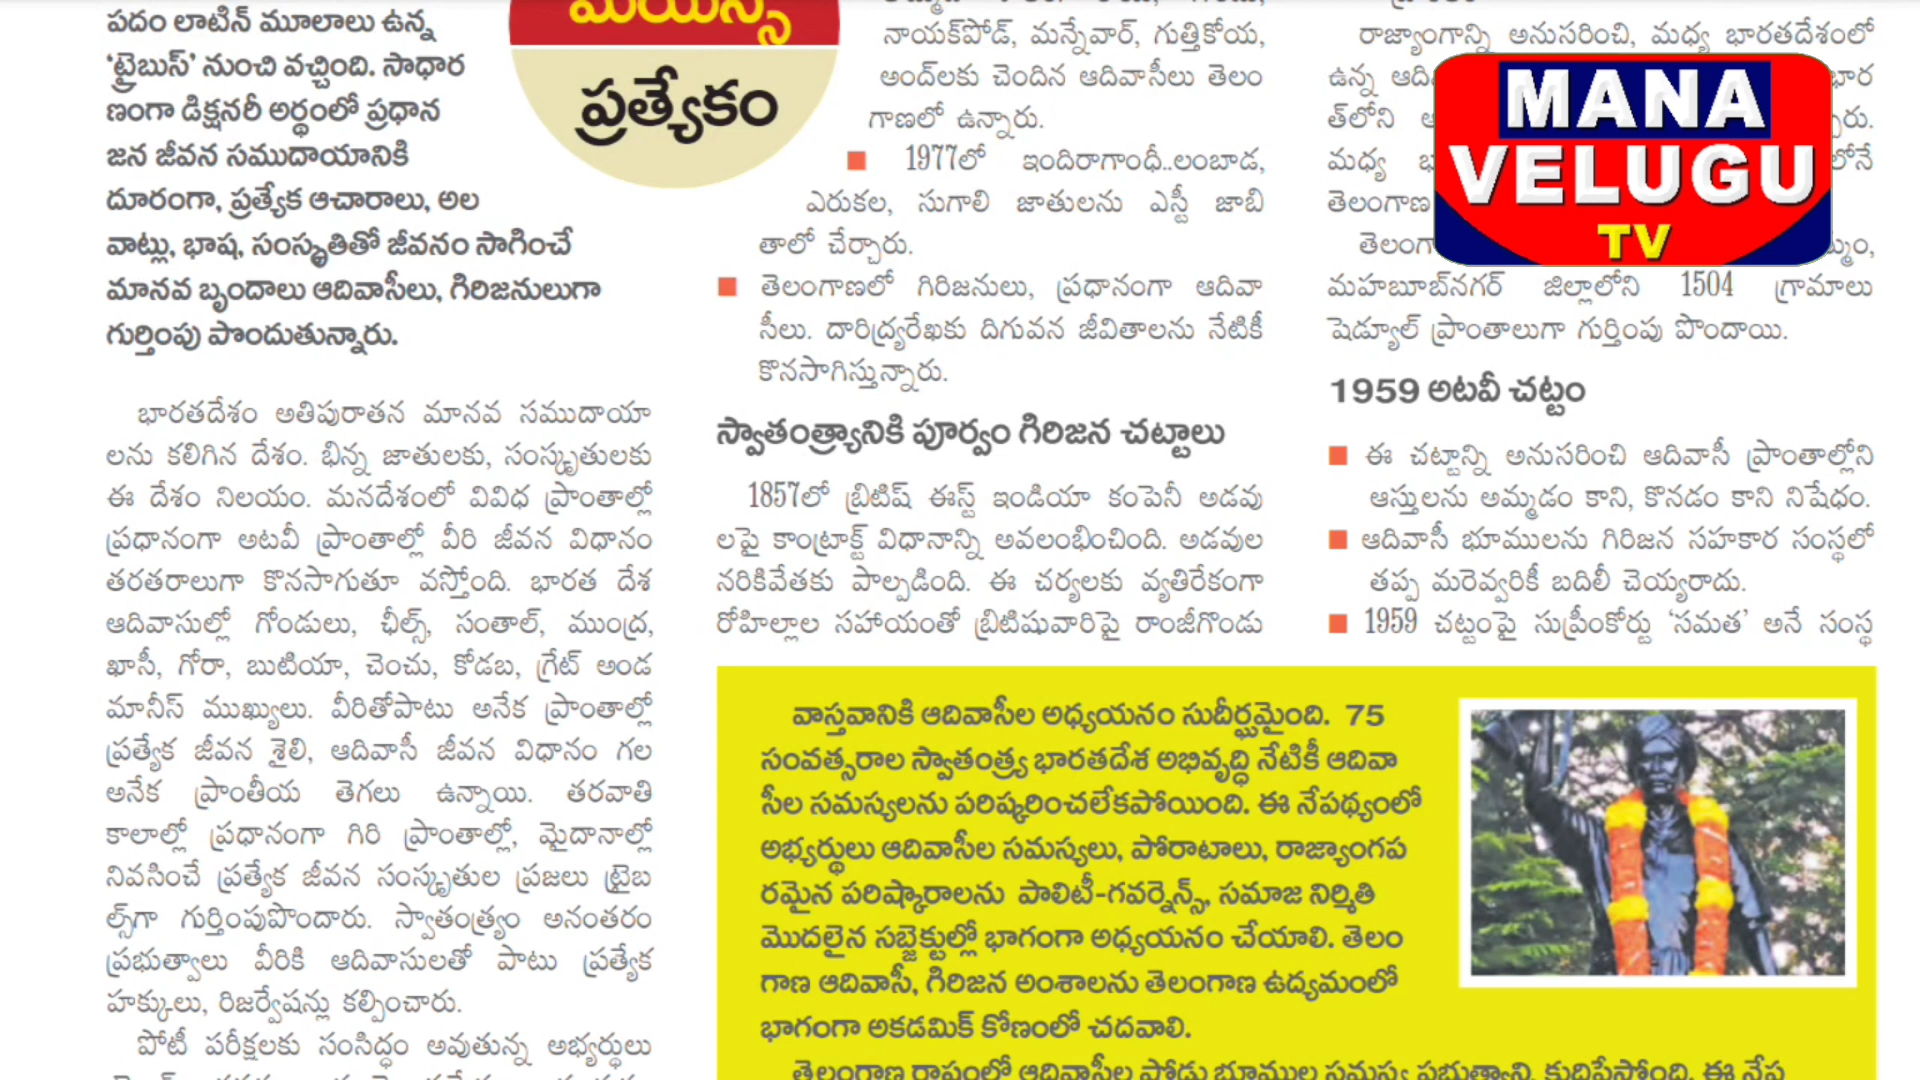 పదం లాటిన్ మూలాలు ఉన్న
‘ట్రైబుస్’ నుంచి వచ్చింది. సాధార
ణంగా డిక్షనరీ అర్థంలో ప్రధాన
జన జీవన సముదాయానికి
దూరంగా, ప్రత్యేక ఆచారాలు, అల
వాట్లు, భాష, సంస్కృతితో జీవనం సాగించే
మానవ బృందాలు ఆదివాసీలు, గిరిజనులుగా
గుర్తింపు పొందుతున్నారు.
భారతదేశం అతిపురాతన మానవ సముదాయా
లను కలిగిన దేశం. భిన్న జాతులకు, సంస్కృతులకు
ఈ దేశం నిలయం. మనదేశంలో వివిధ ప్రాంతాల్లో
ప్రధానంగా అటవీ ప్రాంతాల్లో వీరి జీవన విధానం
తరతరాలుగా కొనసాగుతూ వస్తోంది. భారత దేశ
ఆదివాసుల్లో గోండులు, ఛీల్స్, సంతాల్, ముంద్ర,
ఖాసీ, గోరా, బుటియా, చెంచు, కోడబ, గ్రేట్ అండ
మానీస్ ముఖ్యులు. వీరితోపాటు అనేక ప్రాంతాల్లో
ప్రత్యేక జీవన శైలి, ఆదివాసీ జీవన విధానం గల
అనేక ప్రాంతీయ తెగలు ఉన్నాయి. తరవాతి
కాలాల్లో ప్రధానంగా గిరి ప్రాంతాల్లో, మైదానాల్లో
నివసించే ప్రత్యేక జీవన సంస్కృతుల ప్రజలు ట్రైబ
ల్స్‌గా గుర్తింపుపొందారు. స్వాతంత్ర్యం అనంతరం
ప్రభుత్వాలు వీరికి ఆదివాసులతో పాటు ప్రత్యేక
హక్కులు, రిజర్వేషన్లు కల్పించారు.
పోటీ పరీక్షలకు సంసిద్ధం అవుతున్న అభ్యర్థులు
మెయిన్స్
ప్రత్యేకం
నాయక్‌పోడ్, మన్నేవార్, గుత్తికోయ,
అంద్‌లకు చెందిన ఆదివాసీలు తెలం
గాణలో ఉన్నారు.
■ 1977లో ఇందిరాగాంధీ..లంబాడ,
ఎరుకల, సుగాలి జాతులను ఎస్టీ జాబి
తాలో చేర్చారు.
■ తెలంగాణలో గిరిజనులు, ప్రధానంగా ఆదివా
సీలు. దారిద్ర్యరేఖకు దిగువన జీవితాలను నేటికీ
కొనసాగిస్తున్నారు.
స్వాతంత్ర్యానికి పూర్వం గిరిజన చట్టాలు
1857లో బ్రిటిష్ ఈస్ట్ ఇండియా కంపెనీ అడవు
లపై కాంట్రాక్ట్ విధానాన్ని అవలంభించింది. అడవుల
నరికివేతకు పాల్పడింది. ఈ చర్యలకు వ్యతిరేకంగా
రోహిల్లాల సహాయంతో బ్రిటిషువారిపై రాంజీగొండు
రాజ్యాంగాన్ని అనుసరించి, మధ్య భారతదేశంలో
ఉన్న
త్‌లోని
మధ్య
తెలంగాణ
మహబూబ్‌నగర్ జిల్లాలోని 1504 గ్రామాలు
షెడ్యూల్ ప్రాంతాలుగా గుర్తింపు పొందాయి.
1959 అటవీ చట్టం
■ ఈ చట్టాన్ని అనుసరించి ఆదివాసీ ప్రాంతాల్లోని
ఆస్తులను అమ్మడం కాని, కొనడం కాని నిషేధం.
■ ఆదివాసీ భూములను గిరిజన సహకార సంస్థలో
తప్ప మరెవ్వరికీ బదిలీ చెయ్యరాదు.
■ 1959 చట్టంపై సుప్రీంకోర్టు ‘సమత’ అనే సంస్థ
MANA
VELUGU
TV
వాస్తవానికి ఆదివాసీల అధ్యయనం సుదీర్ఘమైంది. 75
సంవత్సరాల స్వాతంత్ర్య భారతదేశ అభివృద్ధి నేటికీ ఆదివా
సీల సమస్యలను పరిష్కరించలేకపోయింది. ఈ నేపథ్యంలో
అభ్యర్థులు ఆదివాసీల సమస్యలు, పోరాటాలు, రాజ్యాంగప
రమైన పరిష్కారాలను పాలిటీ-గవర్నెన్స్, సమాజ నిర్మితి
మొదలైన సబ్జెక్టుల్లో భాగంగా అధ్యయనం చేయాలి. తెలం
గాణ ఆదివాసీ, గిరిజన అంశాలను తెలంగాణ ఉద్యమంలో
భాగంగా అకడమిక్ కోణంలో చదవాలి.
తెలంగాణ రాష్ట్రంలో ఆదివాసీల పోడు భూముల సమస్య ప్రభుత్వాన్ని కుదిపేస్తోంది. ఈ నేప